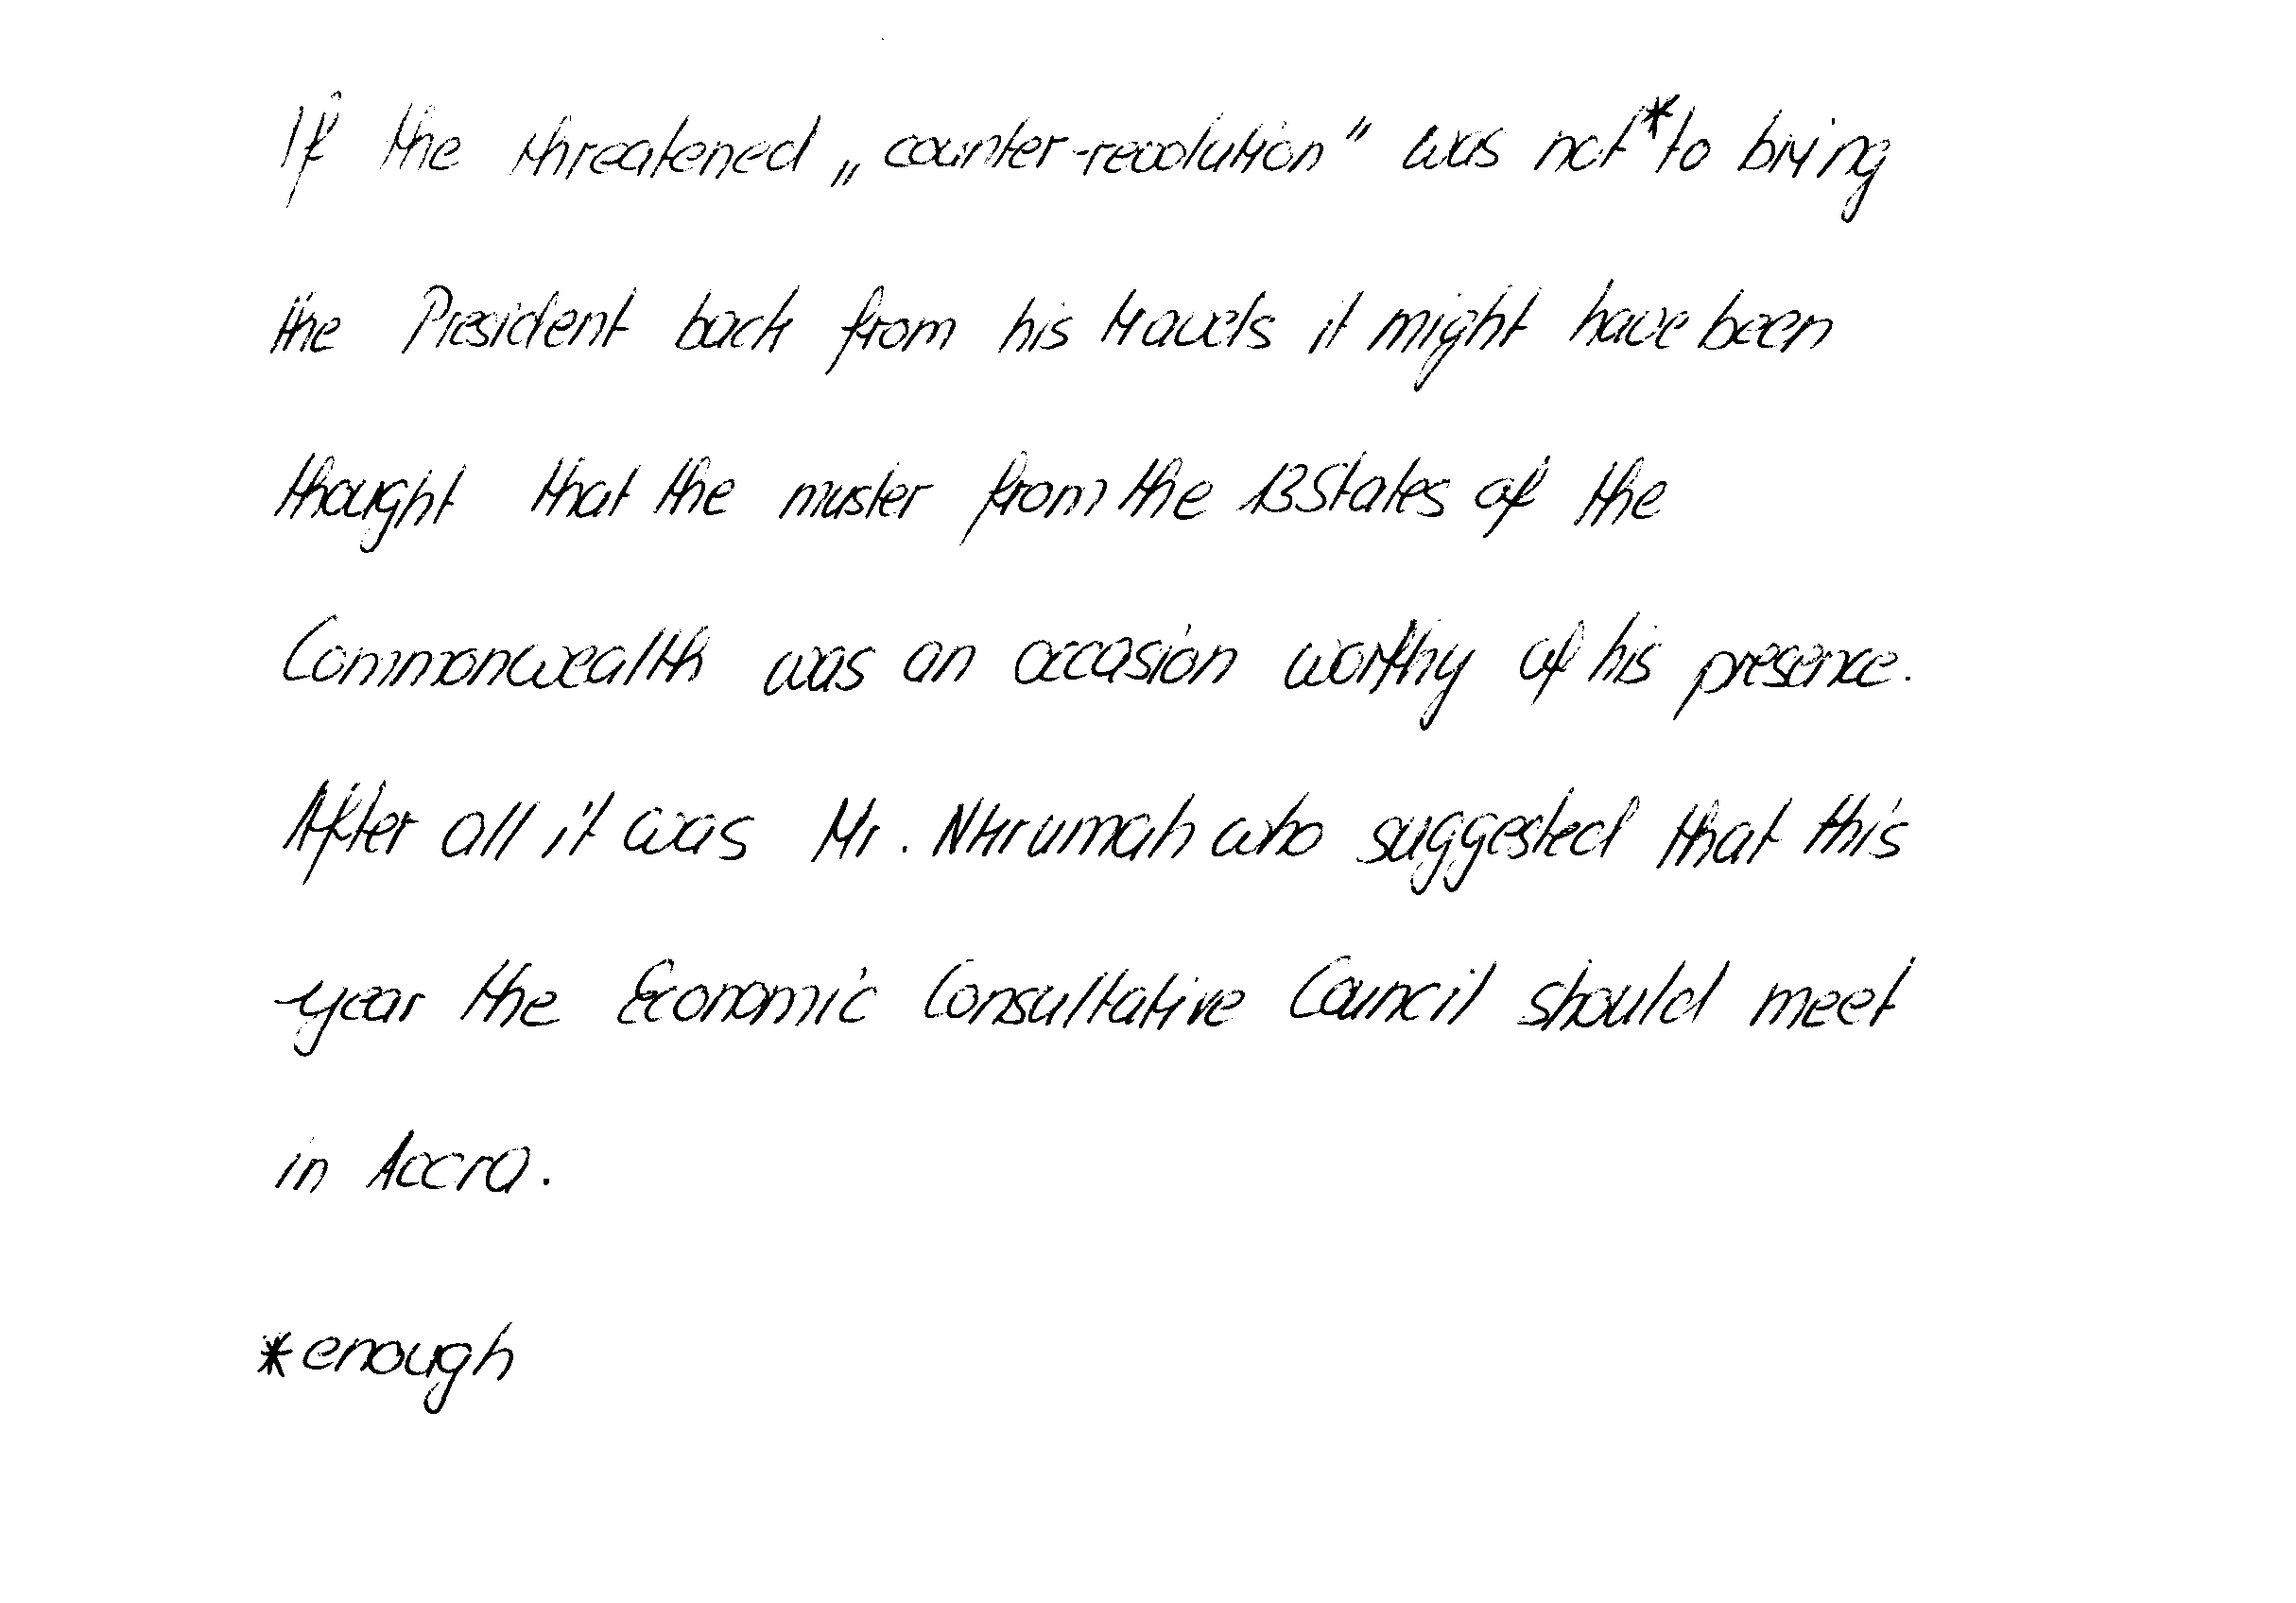 If the threatened „counter-revolution" was not* to bring
the President back from his travels it might have been
thought that the muster from the 13 States of the
Commonwealth was an occasion worthy of his presence.
After all it was Mr. Nkrumah who suggested that this
year the Economic Consultative Council should meet
in Accra.
*enough